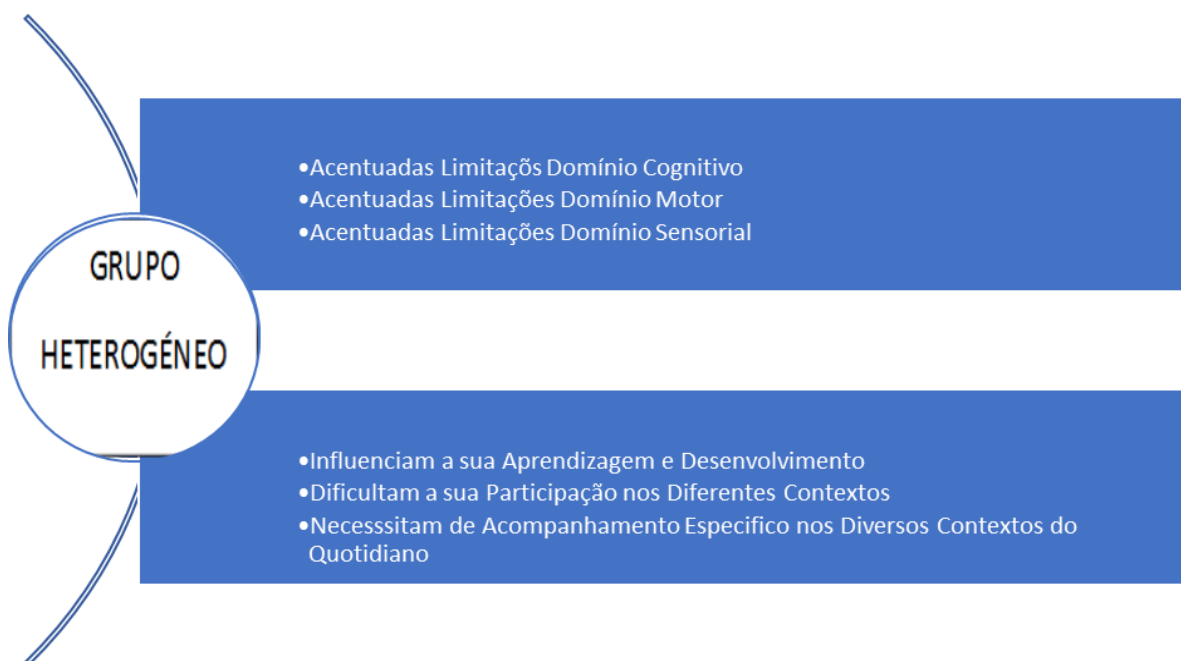 GRUPO
HETEROGÉNEO
•Acentuadas Limitaçõs Domínio Cognitivo
•Acentuadas Limitações Domínio Motor
•Acentuadas Limitações Domínio Sensorial
•Influenciam a sua Aprendizagem e Desenvolvimento
•Dificultam a sua Participação nos Diferentes Contextos
•Necesssitam de Acompanhamento Especifico nos Diversos Contextos do
Quotidiano